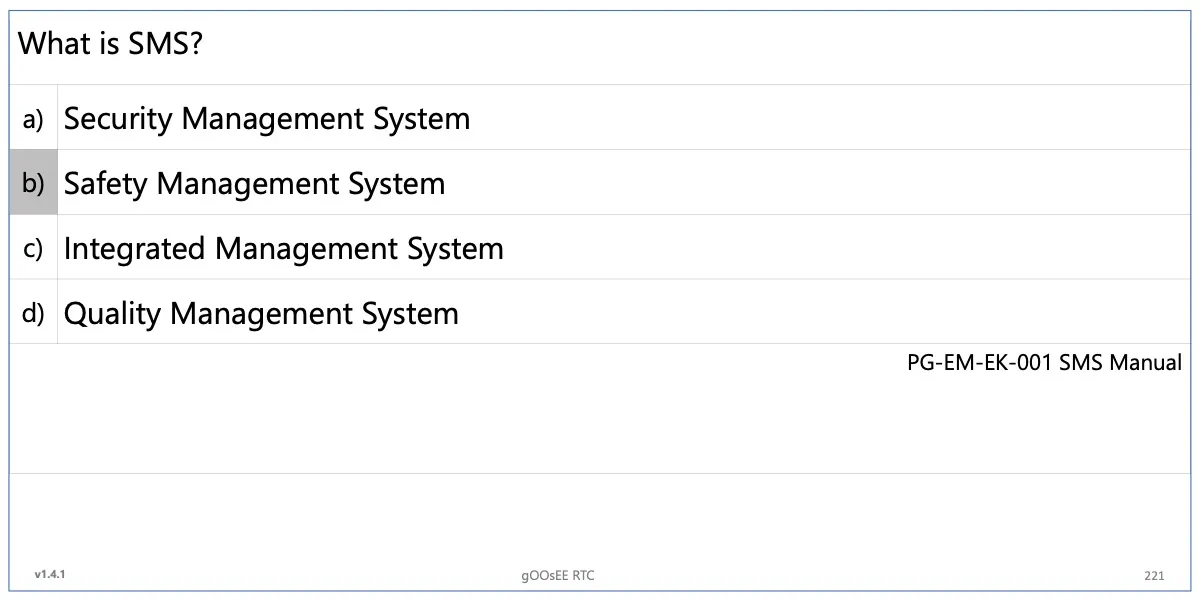 What is SMS?
a) Security Management System
b) Safety Management System
c) Integrated Management System
d) Quality Management System
PG-EM-EK-001 SMS Manual
v1.4.1 gOOsEE RTC 221